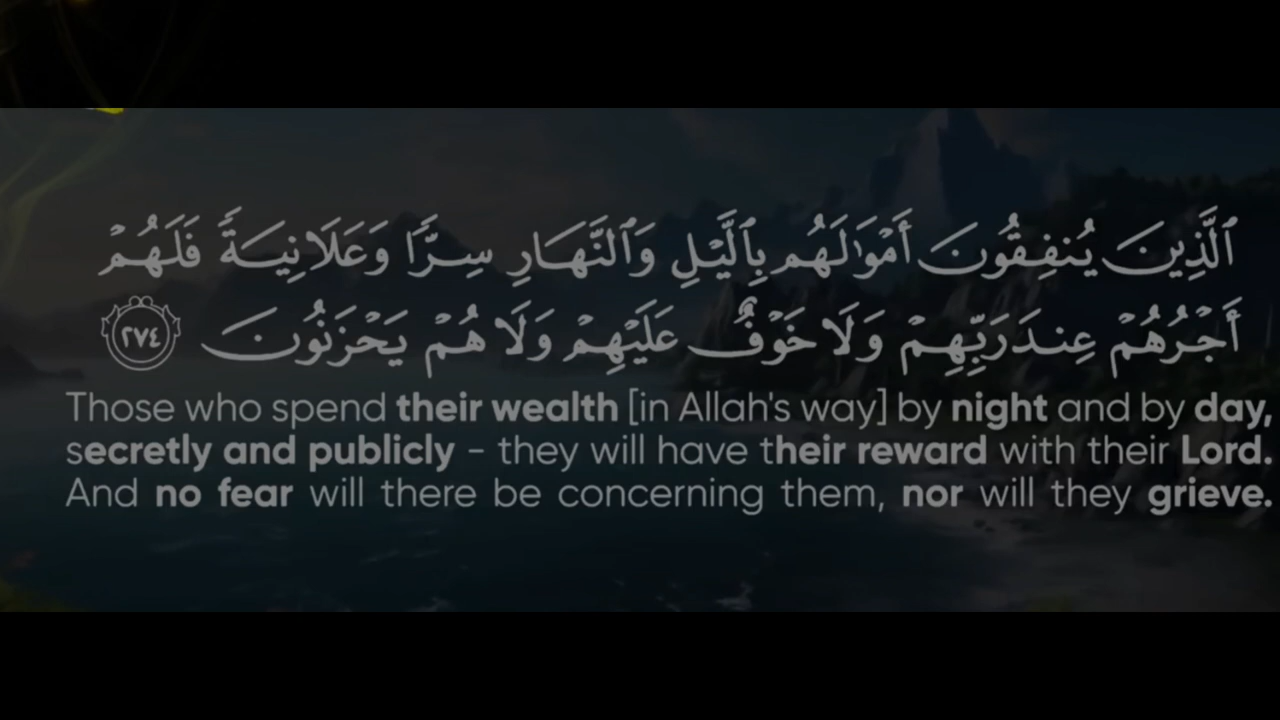 ٱلَّذِينَ يُنفِقُونَ أَمْوَٰلَهُم بِٱلَّيْلِ وَٱلنَّهَارِ سِرًّا وَعَلَانِيَةً فَلَهُمْ
أَجْرُهُمْ عِندَ رَبِّهِمْ وَلَا خَوْفٌ عَلَيْهِمْ وَلَا هُمْ يَحْزَنُونَ ٢٧٤
Those who spend their wealth [in Allah's way] by night and by day,
secretly and publicly - they will have their reward with their Lord.
And no fear will there be concerning them, nor will they grieve.